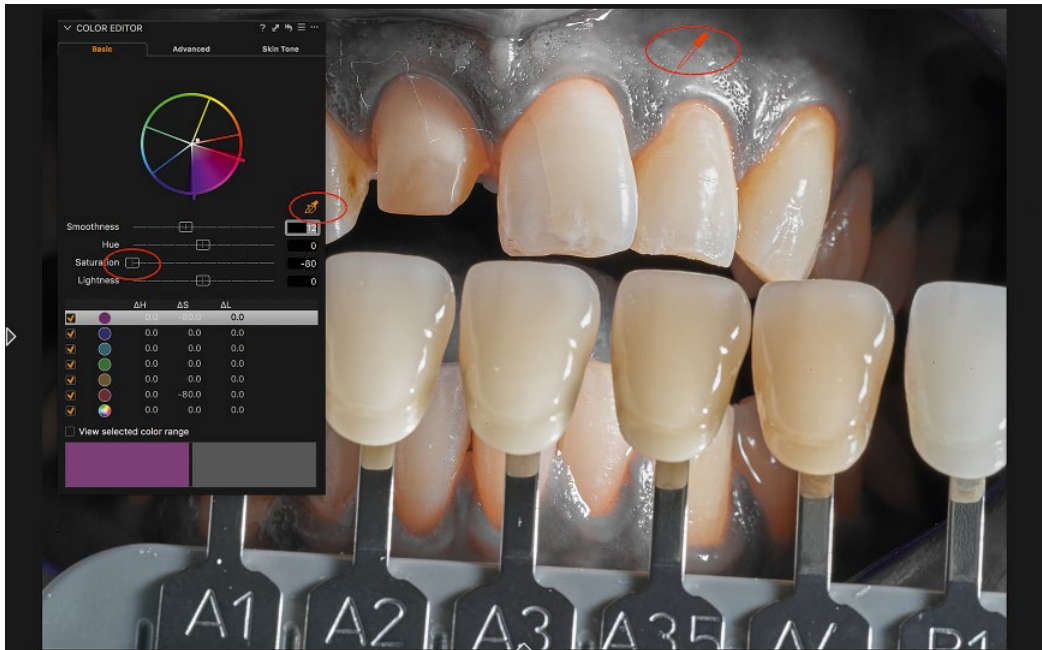 COLOR EDITOR ?
Basic Advanced Skin Tone
Smoothness 12
Hue 0
Saturation -80
Lightness 0
ΔH ΔS ΔL
0.0 -80.0 0.0
0.0 0.0 0.0
0.0 0.0 0.0
0.0 0.0 0.0
0.0 0.0 0.0
0.0 -80.0 0.0
0.0 0.0 0.0
View selected color range
A1 A2 A3 A35 A4 B1